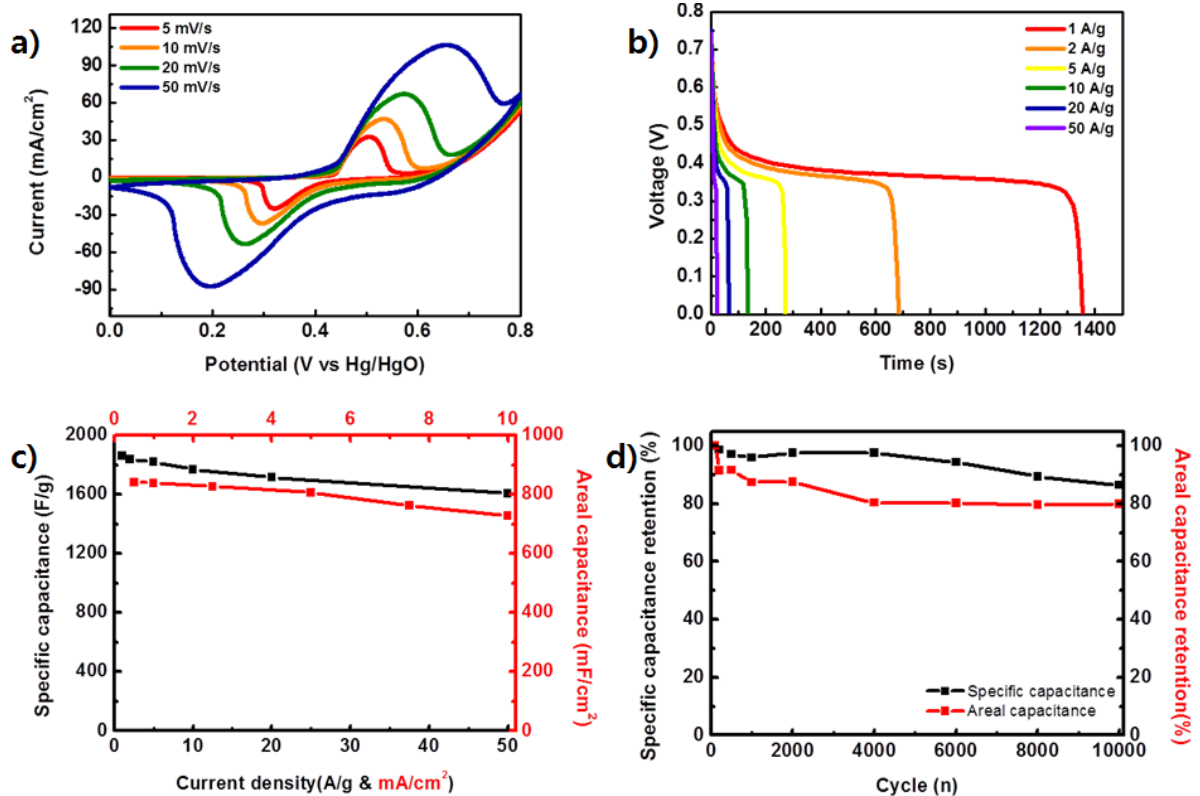 a)
120
90
60
30
0
-30
-60
-90
Current (mA/cm²)
5 mV/s
10 mV/s
20 mV/s
50 mV/s
0.0 0.2 0.4 0.6 0.8
Potential (V vs Hg/HgO)
b)
0.8
0.7
0.6
0.5
0.4
0.3
0.2
0.1
0.0
Voltage (V)
1 A/g
2 A/g
5 A/g
10 A/g
20 A/g
50 A/g
0 200 400 600 800 1000 1200 1400
Time (s)
c)
0 2 4 6 8 10
2000
1600
1200
800
400
0
Specific capacitance (F/g)
1000
800
600
400
200
0
Areal capacitance (mF/cm²)
0 10 20 30 40 50
Current density(A/g & mA/cm²)
d)
100
80
60
40
20
0
Specific capacitance retention (%)
Specific capacitance
Areal capacitance
100
80
60
40
20
0
Areal capacitance
retention(%)
0 2000 4000 6000 8000 10000
Cycle (n)